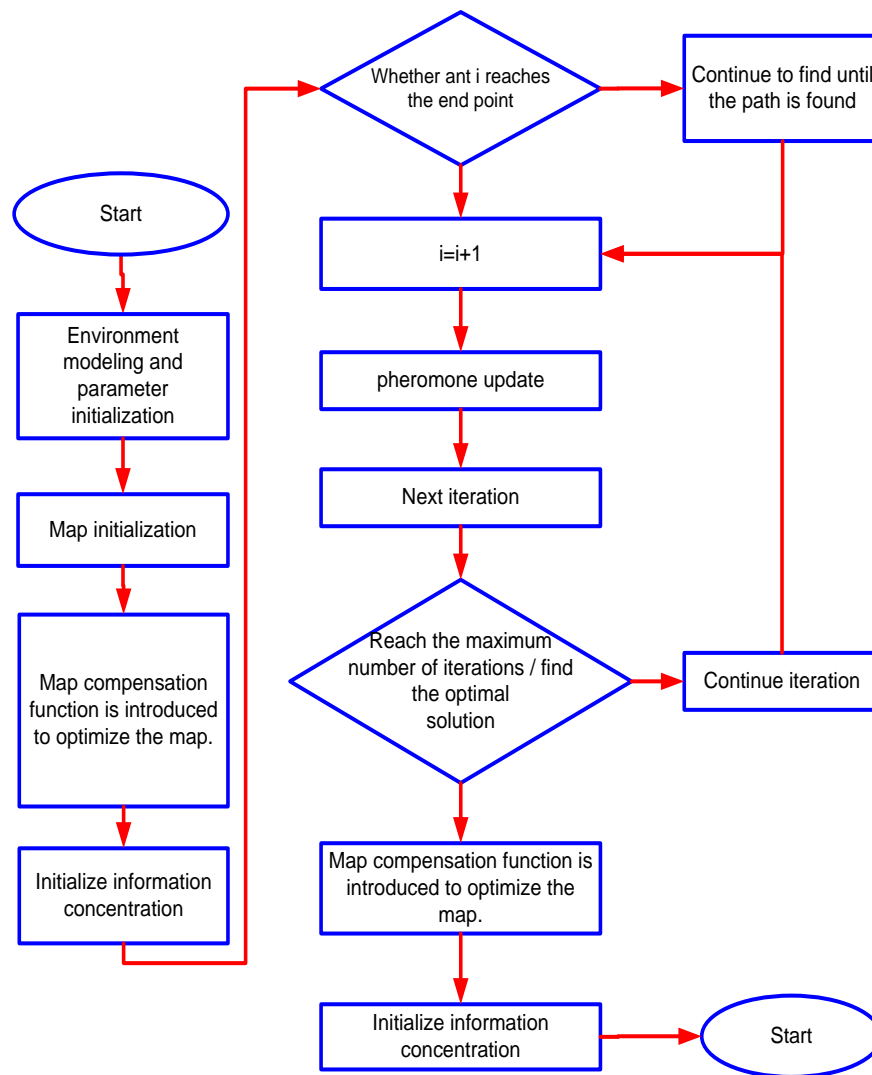 Start
Environment
modeling and
parameter
initialization
Map initialization
Map compensation
function is introduced
to optimize the map.
Initialize information
concentration
Whether ant i reaches
the end point
Continue to find until
the path is found
i=i+1
pheromone update
Next iteration
Reach the maximum
number of iterations / find
the optimal
solution
Continue iteration
Map compensation function is
introduced to optimize the
map.
Initialize information
concentration
Start